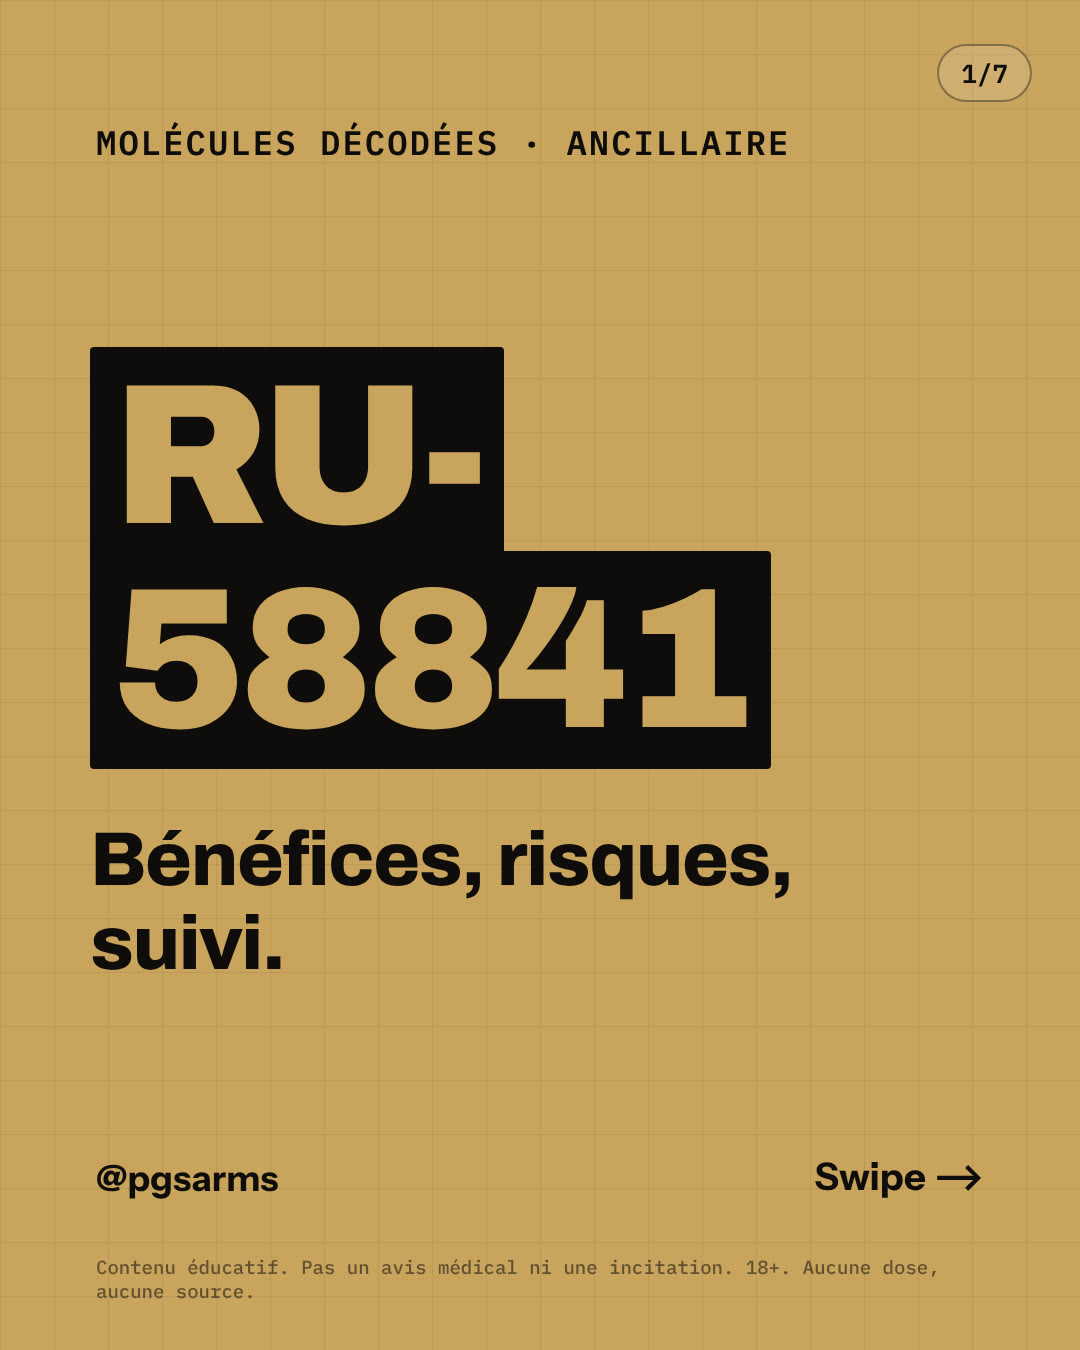 1/7
MOLÉCULES DÉCODÉES · ANCILLAIRE
RU-
58841
Bénéfices, risques,
suivi.
@pgsarms
Swipe →
Contenu éducatif. Pas un avis médical ni une incitation. 18+. Aucune dose,
aucune source.